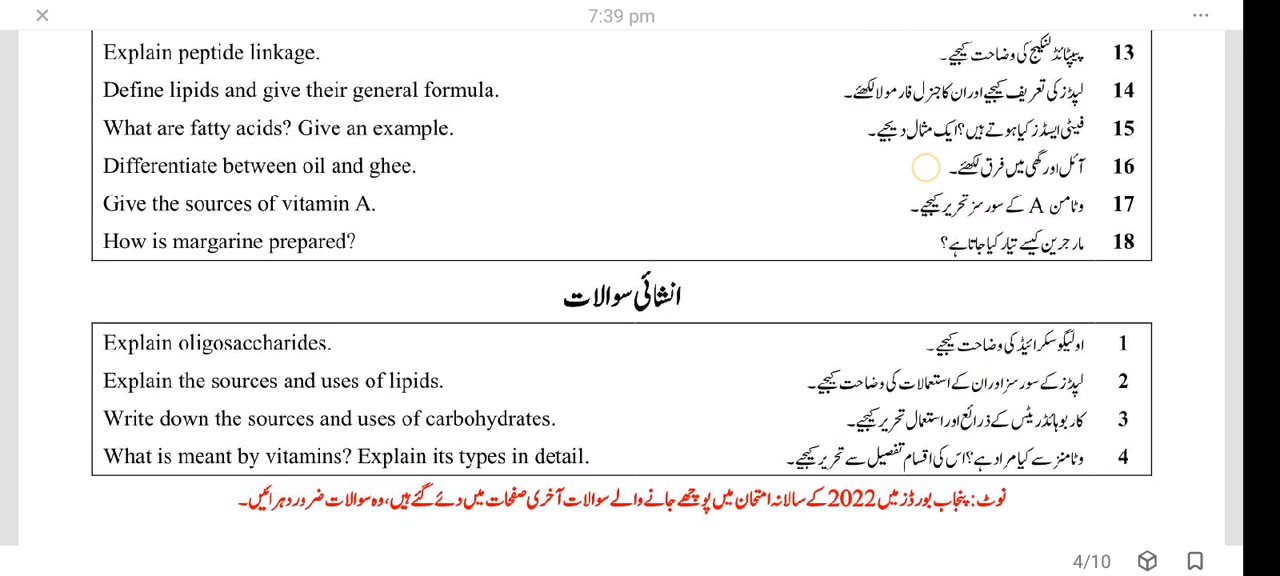 7:39 pm
Explain peptide linkage. پیپٹائڈ لنکیج کی وضاحت کیجیے۔ 13
Define lipids and give their general formula. لپڈز کی تعریف کیجیے اور ان کا جنرل فارمولا لکھئے۔ 14
What are fatty acids? Give an example. فیٹی ایسڈز کیا ہوتے ہیں؟ ایک مثال دیجیے۔ 15
Differentiate between oil and ghee. آئل اور گھی میں فرق لکھئے۔ 16
Give the sources of vitamin A. وٹامن A کے سورسز تحریر کیجیے۔ 17
How is margarine prepared? مارجرین کیسے تیار کیا جاتا ہے؟ 18
انشائی سوالات
Explain oligosaccharides. اولیگوسکرائیڈ کی وضاحت کیجیے۔ 1
Explain the sources and uses of lipids. لپڈز کے سورسز اور ان کے استعمالات کی وضاحت کیجیے۔ 2
Write down the sources and uses of carbohydrates. کاربوہائڈریٹس کے ذرائع اور استعمال تحریر کیجیے۔ 3
What is meant by vitamins? Explain its types in detail. وٹامنز سے کیا مراد ہے؟ اس کی اقسام تفصیل سے تحریر کیجیے۔ 4
نوٹ: پنجاب بورڈز میں 2022 کے سالانہ امتحان میں پوچھے جانے والے سوالات آخری صفحات میں دئے گئے ہیں، وہ سوالات ضرور دہرائیں۔
4/10